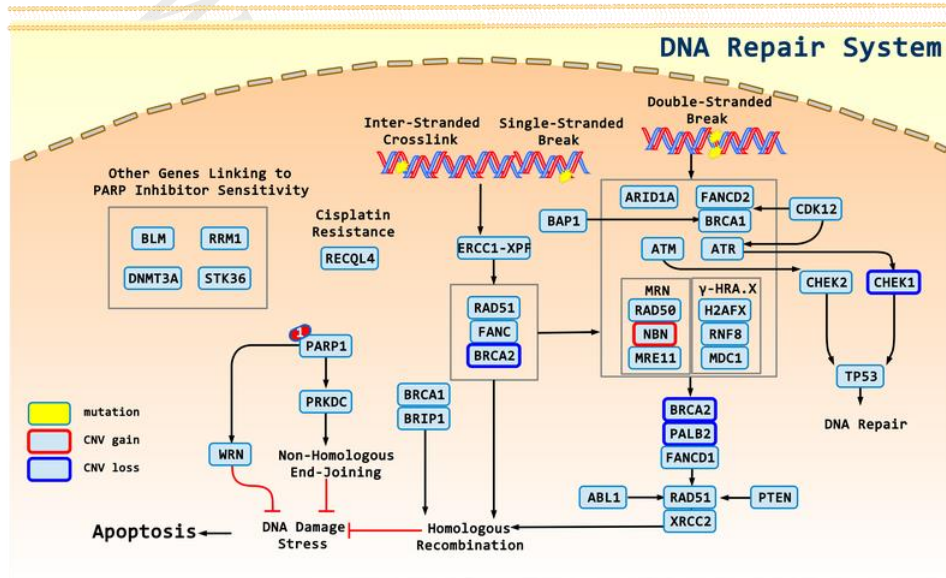 DNA Repair System
Double-Stranded
Break
Inter-Stranded
Crosslink
Single-Stranded
Break
Other Genes Linking to
PARP Inhibitor Sensitivity
BLM
RRM1
DNMT3A
STK36
Cisplatin
Resistance
RECQL4
ERCC1-XPF
BAP1
ARID1A
FANCD2
BRCA1
CDK12
ATM
ATR
CHEK2
CHEK1
RAD51
FANC
BRCA2
MRN
RAD50
NBN
MRE11
γ-HRA.X
H2AFX
RNF8
MDC1
TP53
DNA Repair
1
PARP1
PRKDC
WRN
Non-Homologous
End-Joining
BRCA1
BRIP1
BRCA2
PALB2
FANCD1
ABL1
RAD51
PTEN
XRCC2
mutation
CNV gain
CNV loss
Apoptosis
DNA Damage
Stress
Homologous
Recombination